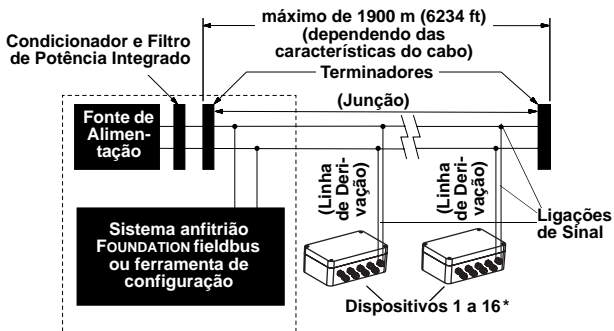 máximo de 1900 m (6234 ft)
(dependendo das
características do cabo)
Condicionador e Filtro
de Potência Integrado
Terminadores
(Junção)
Fonte de
Alimen-
tação
(Linha
de Deri-
vação)
(Linha
de Deri-
vação)
Ligações
de Sinal
Sistema anfitrião
FOUNDATION fieldbus
ou ferramenta de
configuração
Dispositivos 1 a 16*